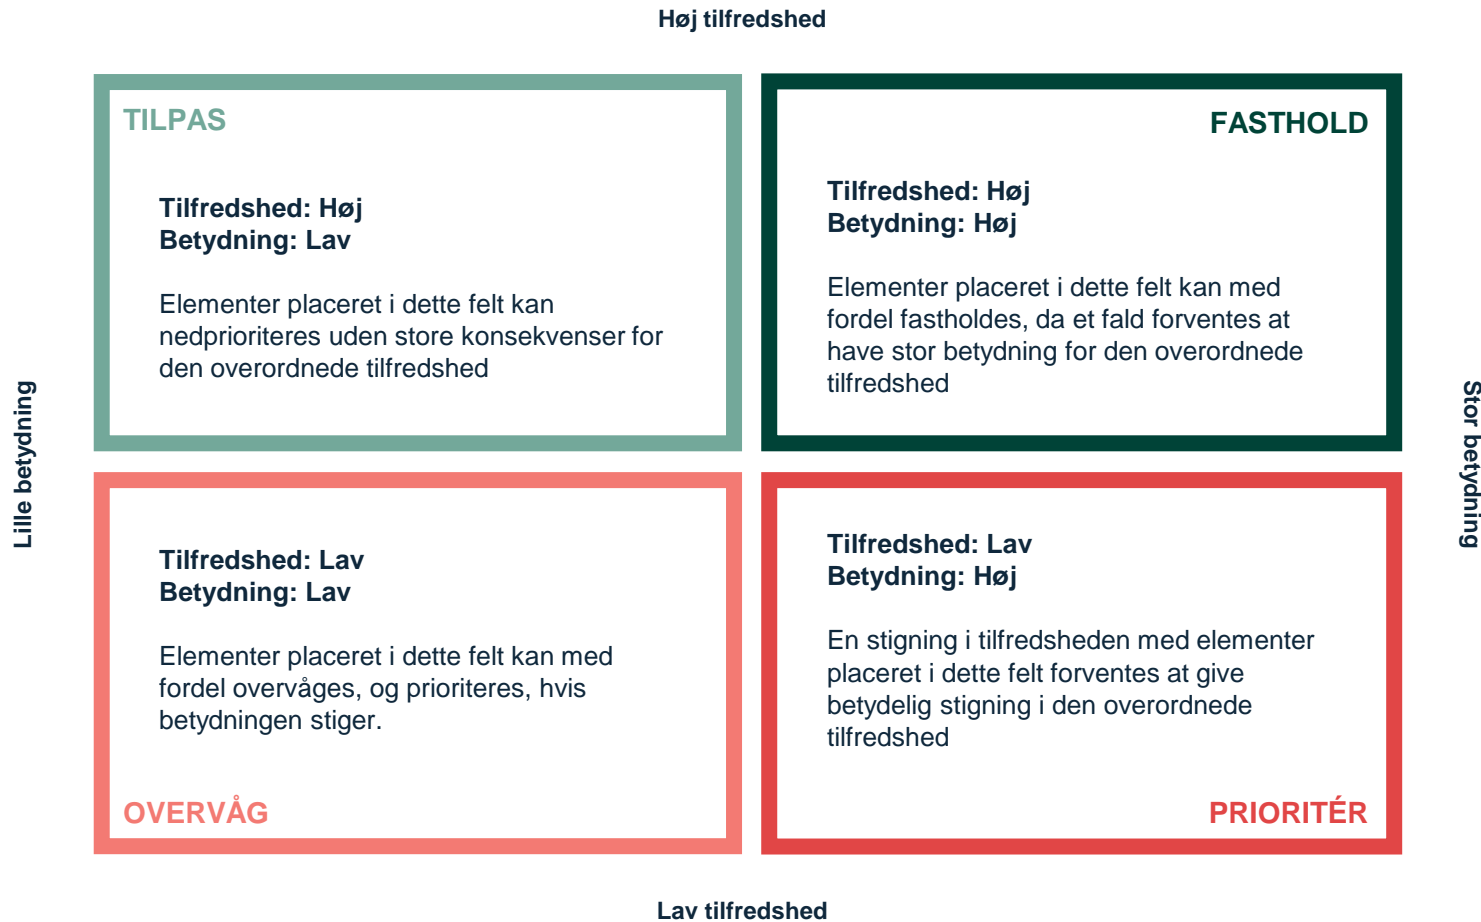 Høj tilfredshed
TILPAS
Tilfredshed: Høj
Betydning: Lav
Elementer placeret i dette felt kan
nedprioriteres uden store konsekvenser for
den overordnede tilfredshed
FASTHOLD
Tilfredshed: Høj
Betydning: Høj
Elementer placeret i dette felt kan med
fordel fastholdes, da et fald forventes at
have stor betydning for den overordnede
tilfredshed
Lille betydning
Stor betydning
Tilfredshed: Lav
Betydning: Lav
Elementer placeret i dette felt kan med
fordel overvåges, og prioriteres, hvis
betydningen stiger.
OVERVÅG
Tilfredshed: Lav
Betydning: Høj
En stigning i tilfredsheden med elementer
placeret i dette felt forventes at give
betydelig stigning i den overordnede
tilfredshed
PRIORITÉR
Lav tilfredshed